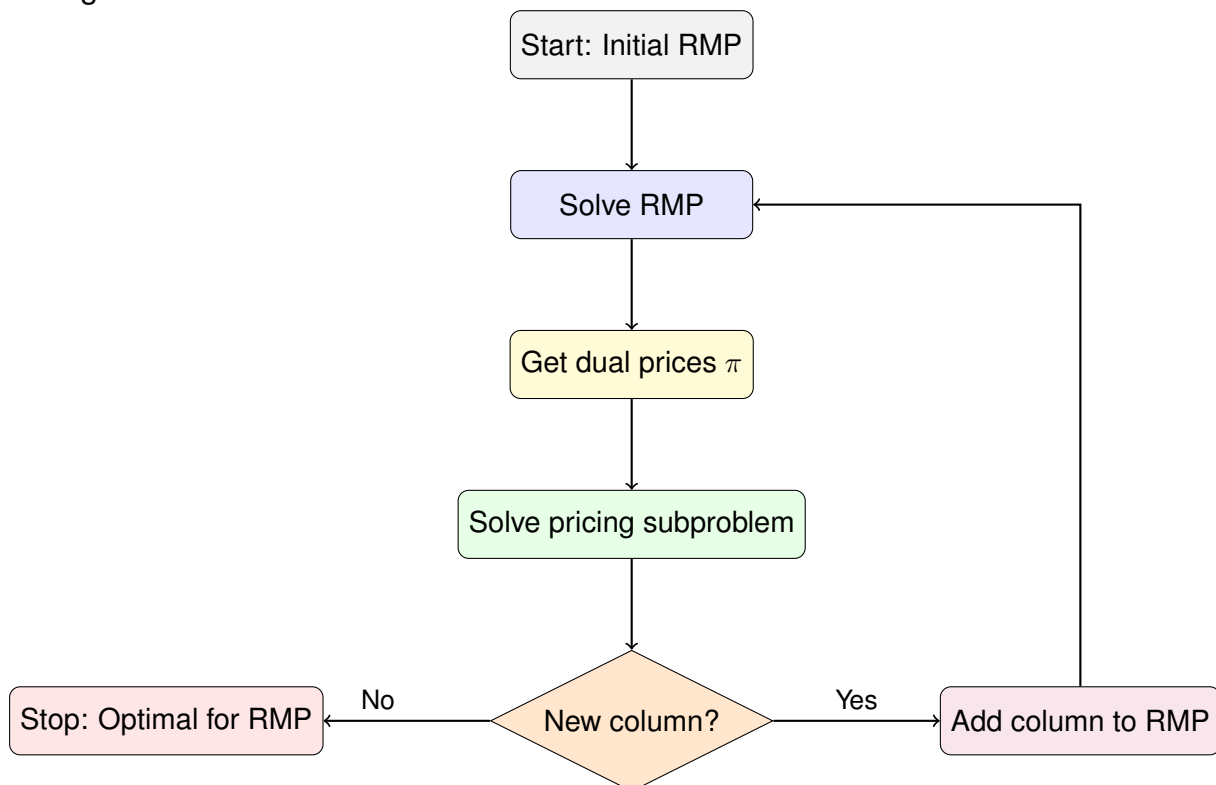 Start: Initial RMP
Solve RMP
Get dual prices π
Solve pricing subproblem
New column?
No
Stop: Optimal for RMP
Yes
Add column to RMP